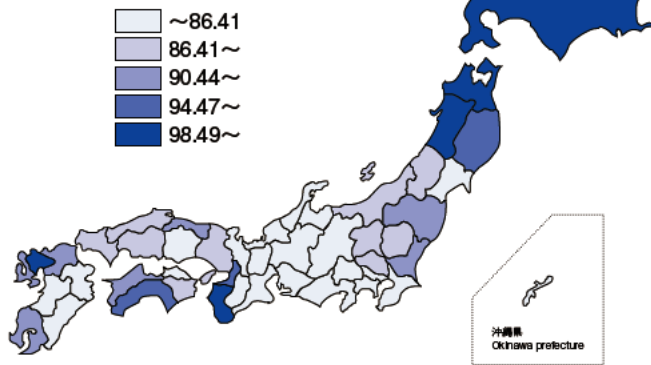 ～86.41
86.41～
90.44～
94.47～
98.49～
沖縄県
Okinawa prefecture